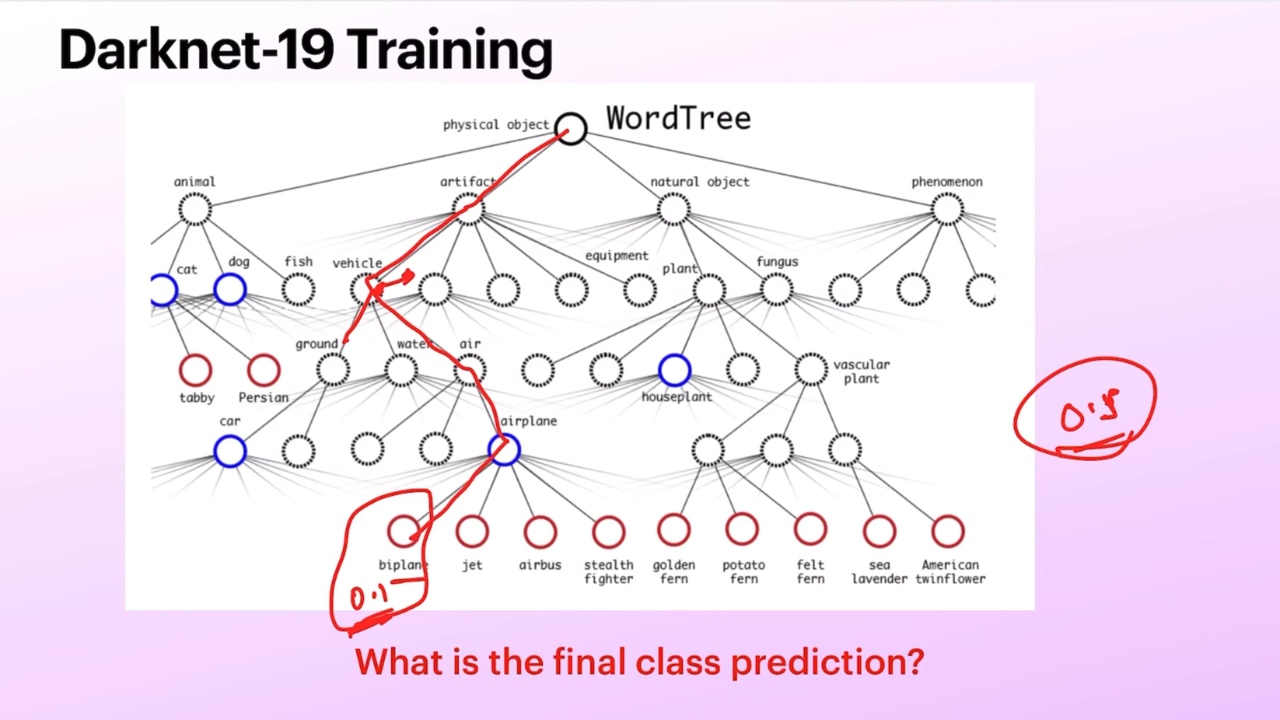 Darknet-19 Training
physical object
WordTree
animal
artifact
natural object
phenomenon
cat
dog
fish
vehicle
equipment
plant
fungus
ground
water
air
vascular
plant
tabby
Persian
houseplant
car
airplane
biplane
jet
airbus
stealth
fighter
golden
fern
potato
fern
felt
fern
sea
lavender
American
twinflower
0.1
0.5
What is the final class prediction?